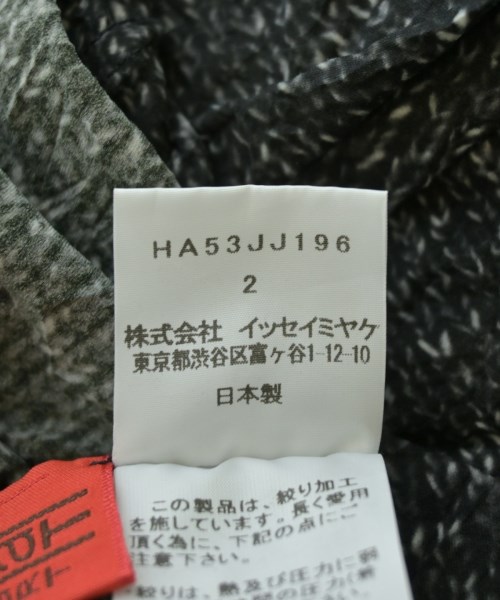 HA53JJ196
2
株式会社 イッセイミヤケ
東京都渋谷区富ヶ谷1-12-10
日本製
この製品は、絞り加工
を施しています。長く愛用
頂く為に、下記の点にご
注意下さい。
・絞りは、熱及び圧力に弱